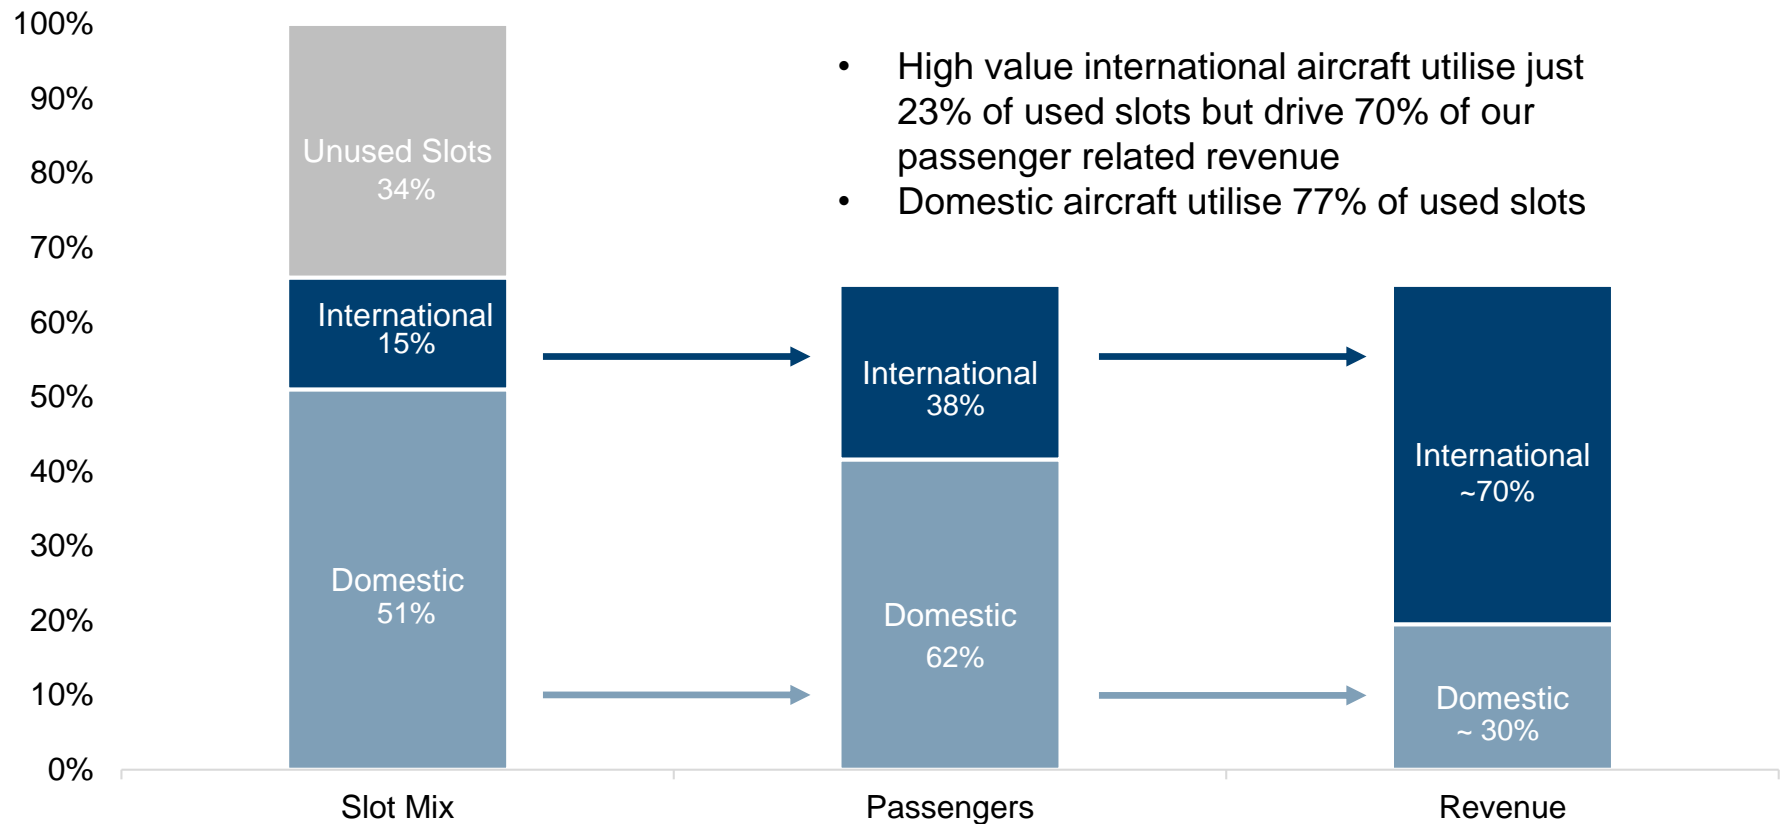 100%
90%
80%
70%
60%
50%
40%
30%
20%
10%
0%
Unused Slots
34%
International
15%
Domestic
51%
• High value international aircraft utilise just
23% of used slots but drive 70% of our
passenger related revenue
• Domestic aircraft utilise 77% of used slots
International
38%
Domestic
62%
International
~70%
Domestic
~ 30%
Slot Mix
Passengers
Revenue